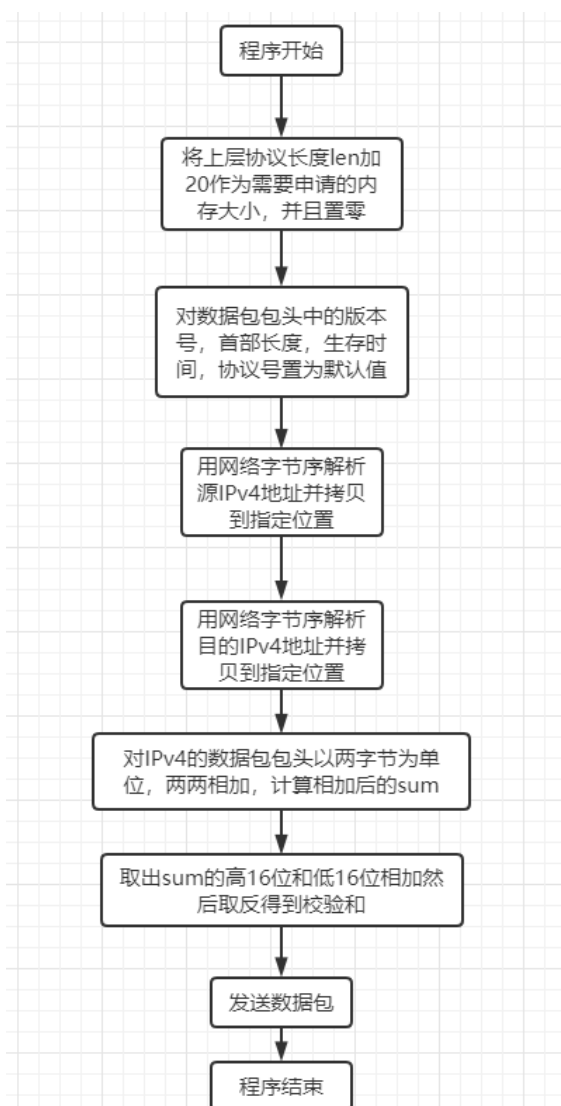 程序开始
将上层协议长度len加
20作为需要申请的内
存大小，并且置零
对数据包包头中的版本
号，首部长度，生存时
间，协议号置为默认值
用网络字节序解析
源IPv4地址并拷贝
到指定位置
用网络字节序解析
目的IPv4地址并拷
贝到指定位置
对IPv4的数据包包头以两字节为单
位，两两相加，计算相加后的sum
取出sum的高16位和低16位相加然
后取反得到校验和
发送数据包
程序结束